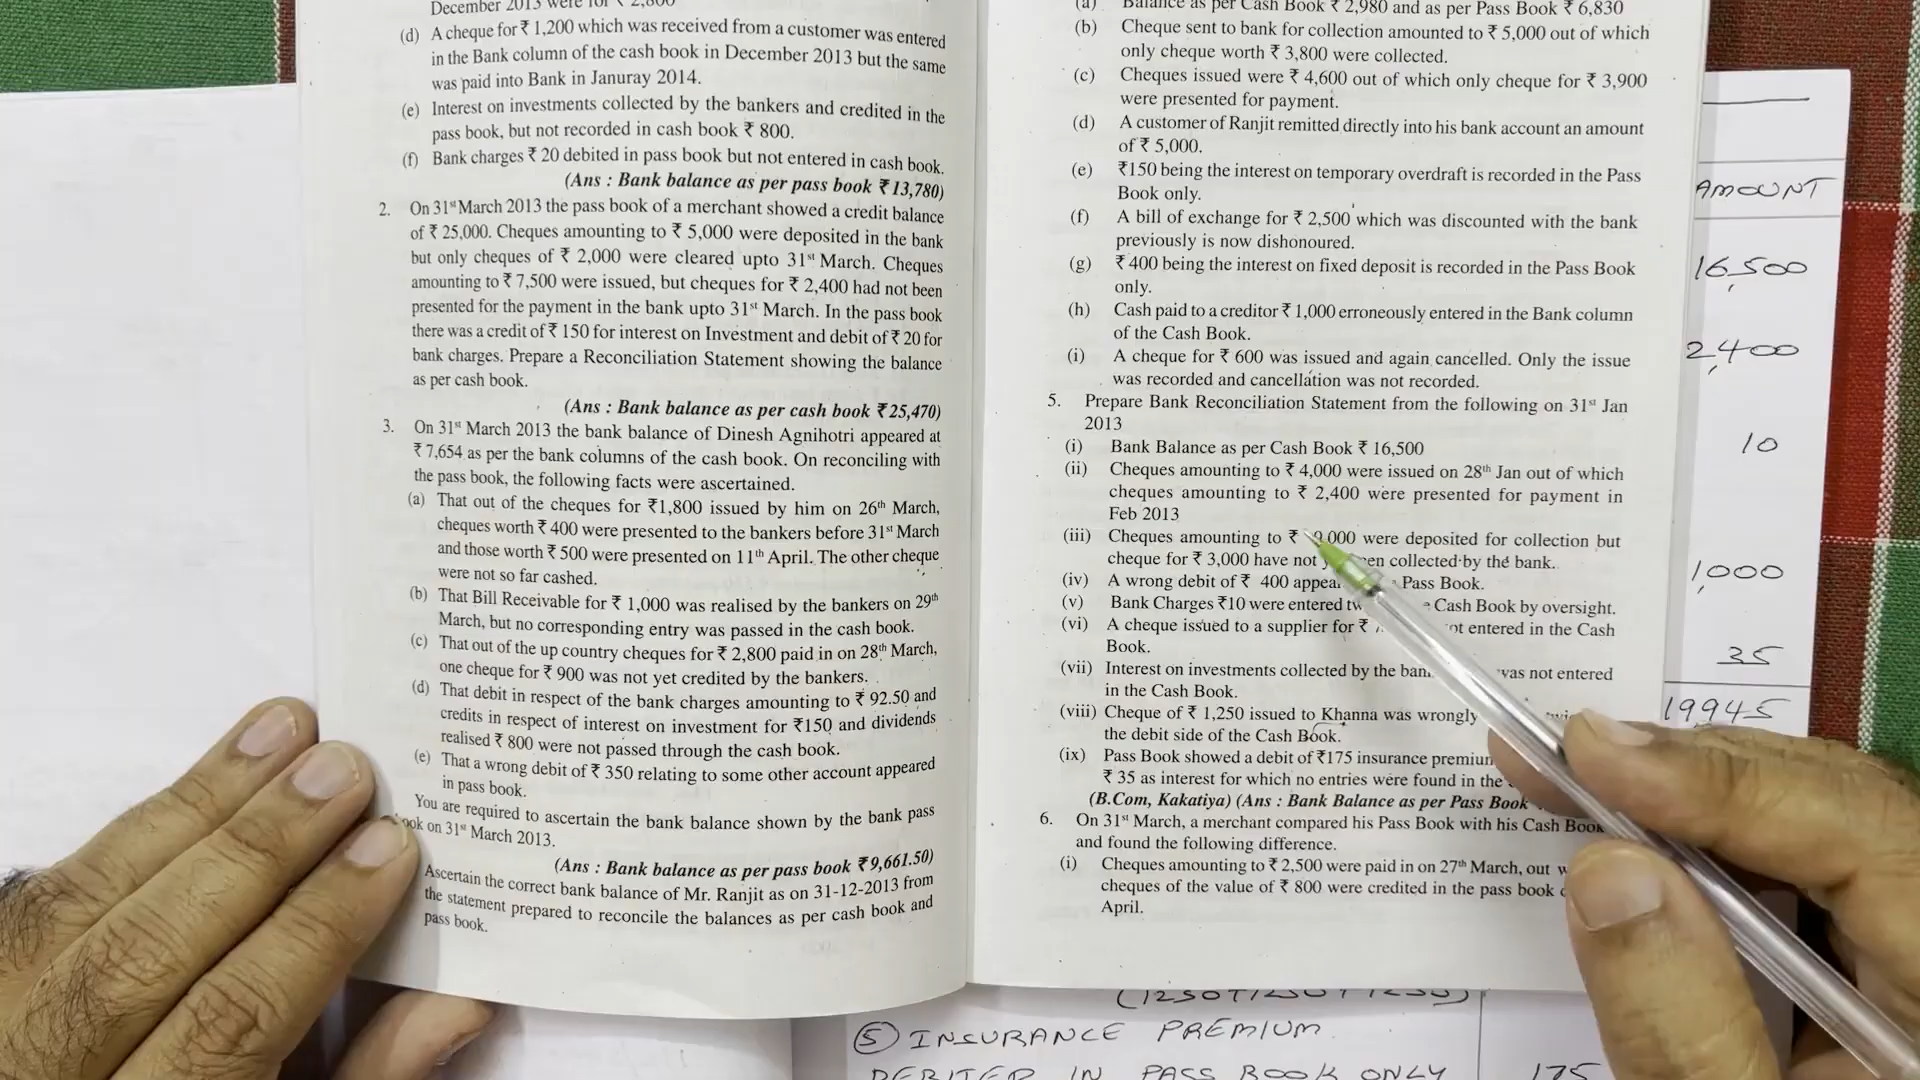 December 2013 were for ₹ 2,800
(d) A cheque for ₹ 1,200 which was received from a customer was entered
in the Bank column of the cash book in December 2013 but the same
was paid into Bank in Januray 2014.
(e) Interest on investments collected by the bankers and credited in the
pass book, but not recorded in cash book ₹ 800.
(f) Bank charges ₹ 20 debited in pass book but not entered in cash book.
(Ans : Bank balance as per pass book ₹ 13,780)
2. On 31st March 2013 the pass book of a merchant showed a credit balance
of ₹ 25,000. Cheques amounting to ₹ 5,000 were deposited in the bank
but only cheques of ₹ 2,000 were cleared upto 31st March. Cheques
amounting to ₹ 7,500 were issued, but cheques for ₹ 2,400 had not been
presented for the payment in the bank upto 31st March. In the pass book
there was a credit of ₹ 150 for interest on Investment and debit of ₹ 20 for
bank charges. Prepare a Reconciliation Statement showing the balance
as per cash book.
(Ans : Bank balance as per cash book ₹ 25,470)
3. On 31st March 2013 the bank balance of Dinesh Agnihotri appeared at
₹ 7,654 as per the bank columns of the cash book. On reconciling with
the pass book, the following facts were ascertained.
(a) That out of the cheques for ₹1,800 issued by him on 26th March,
cheques worth ₹ 400 were presented to the bankers before 31st March
and those worth ₹ 500 were presented on 11th April. The other cheque
were not so far cashed.
(b) That Bill Receivable for ₹ 1,000 was realised by the bankers on 29th
March, but no corresponding entry was passed in the cash book.
(c) That out of the up country cheques for ₹ 2,800 paid in on 28th March,
one cheque for ₹ 900 was not yet credited by the bankers.
(d) That debit in respect of the bank charges amounting to ₹ 92.50 and
credits in respect of interest on investment for ₹150 and dividends
realised ₹ 800 were not passed through the cash book.
(e) That a wrong debit of ₹ 350 relating to some other account appeared
in pass book.
You are required to ascertain the bank balance shown by the bank pass
book on 31st March 2013.
(Ans : Bank balance as per pass book ₹ 9,661.50)
Ascertain the correct bank balance of Mr. Ranjit as on 31-12-2013 from
the statement prepared to reconcile the balances as per cash book and
pass book.
(a) Balance as per Cash Book ₹ 2,980 and as per Pass Book ₹ 6,830
(b) Cheque sent to bank for collection amounted to ₹ 5,000 out of which
only cheque worth ₹ 3,800 were collected.
(c) Cheques issued were ₹ 4,600 out of which only cheque for ₹ 3,900
were presented for payment.
(d) A customer of Ranjit remitted directly into his bank account an amount
of ₹ 5,000.
(e) ₹150 being the interest on temporary overdraft is recorded in the Pass
Book only.
(f) A bill of exchange for ₹ 2,500 which was discounted with the bank
previously is now dishonoured.
(g) ₹ 400 being the interest on fixed deposit is recorded in the Pass Book
only.
(h) Cash paid to a creditor ₹ 1,000 erroneously entered in the Bank column
of the Cash Book.
(i) A cheque for ₹ 600 was issued and again cancelled. Only the issue
was recorded and cancellation was not recorded.
5. Prepare Bank Reconciliation Statement from the following on 31st Jan
2013
(i) Bank Balance as per Cash Book ₹ 16,500
(ii) Cheques amounting to ₹ 4,000 were issued on 28th Jan out of which
cheques amounting to ₹ 2,400 were presented for payment in
Feb 2013
(iii) Cheques amounting to ₹ were deposited for collection but
cheque for ₹ 3,000 have not collected by the bank.
(iv) A wrong debit of ₹ 400 Pass Book.
(v) Bank Charges ₹10 were entered Cash Book by oversight.
(vi) A cheque issued to a supplier for ₹ entered in the Cash
Book.
(vii) Interest on investments collected by the was not entered
in the Cash Book.
(viii) Cheque of ₹ 1,250 issued to Khanna was wrongly
the debit side of the Cash Book.
(ix) Pass Book showed a debit of ₹175 insurance
₹ 35 as interest for which no entries were found in the
(B.Com, Kakatiya) (Ans : Bank Balance as per Pass Book
6. On 31st March, a merchant compared his Pass Book with his Cash Book
and found the following difference.
(i) Cheques amounting to ₹ 2,500 were paid in on 27th March, out
cheques of the value of ₹ 800 were credited in the pass book
April.
AMOUNT
16,500
2,400
10
1,000
35
19945
(5) INSURANCE PREMIUM
DEBITED IN PASS BOOK ONLY 175